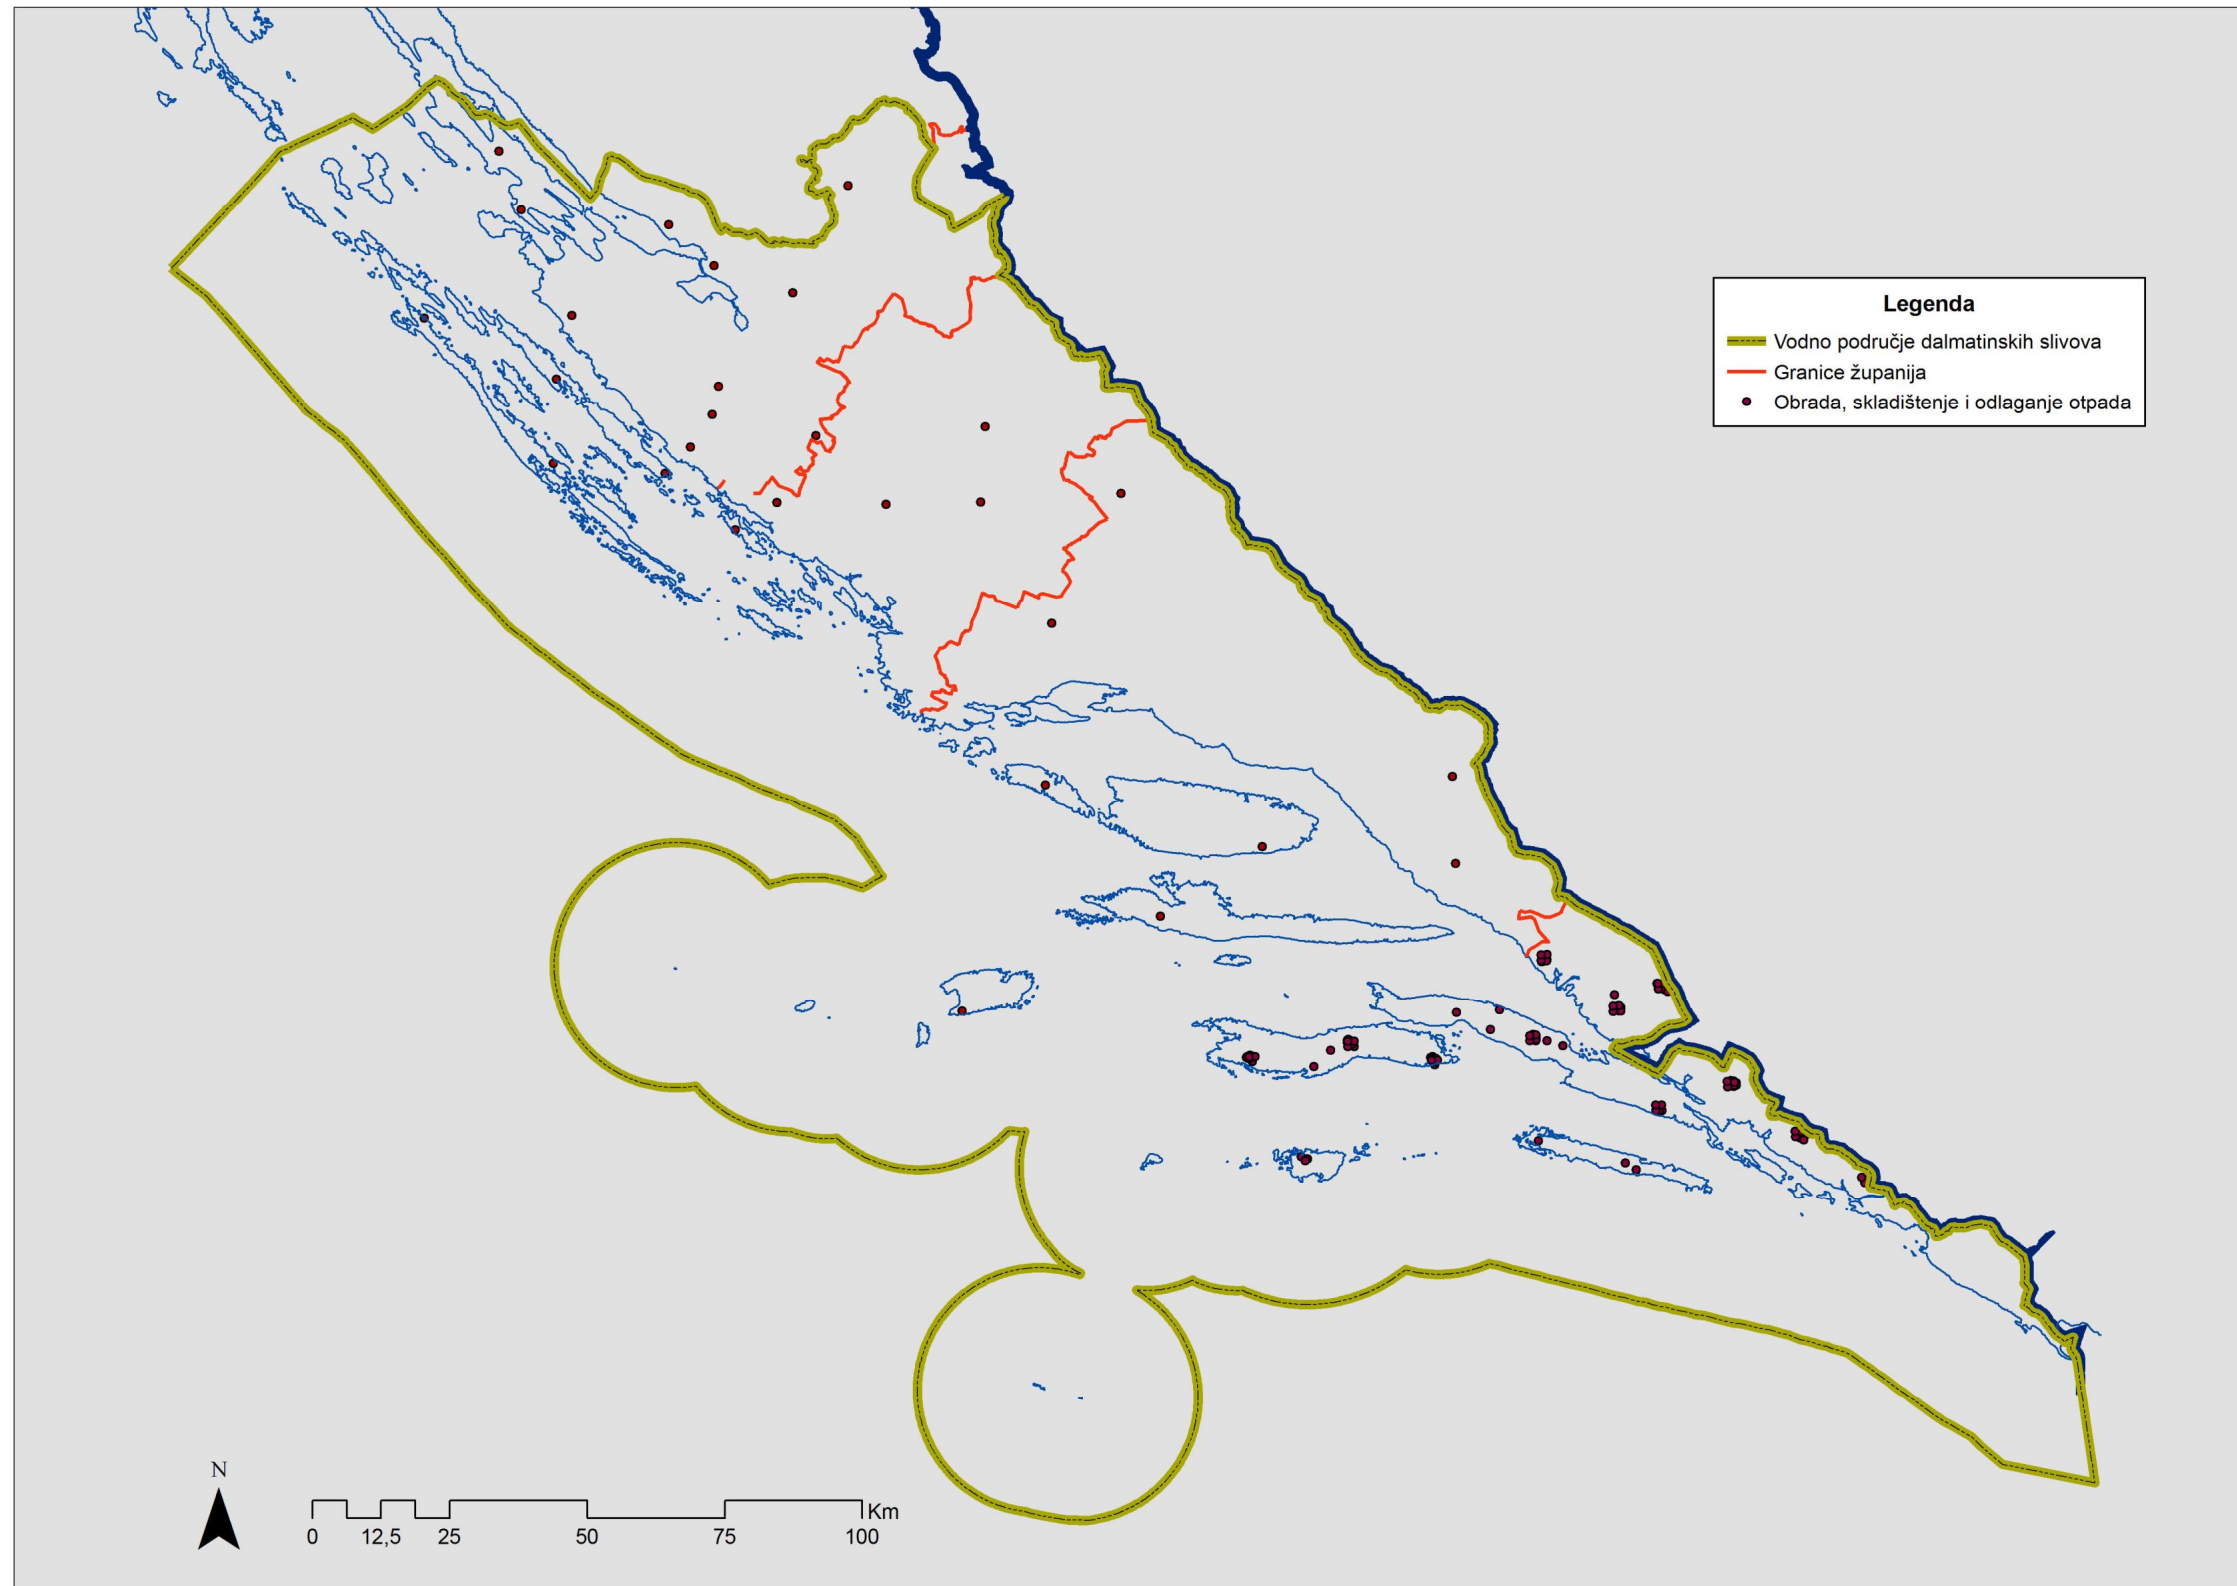 Legenda
Vodno područje dalmatinskih slivova
Granice županija
Obrada, skladištenje i odlaganje otpada
N
Km
0 12,5 25 50 75 100